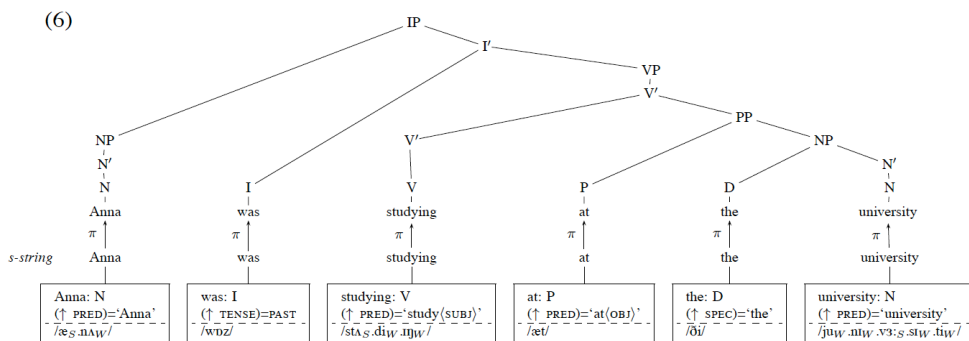 (6)
IP
I′
VP
V′
PP
NP V′ NP
N′ N′
N I V P D N
Anna was studying at the university
π π π π π π
s-string Anna was studying at the university
Anna: N was: I studying: V at: P the: D university: N
(↑ PRED)=‘Anna’ (↑ TENSE)=PAST (↑ PRED)=‘study⟨SUBJ⟩’ (↑ PRED)=‘at⟨OBJ⟩’ (↑ SPEC)=‘the’ (↑ PRED)=‘university’
/æS.nʌW/ /wɒz/ /stʌS.diW.ɪŋW/ /æt/ /ði/ /juW.nɪW.vɜːS.sɪW.tiW/